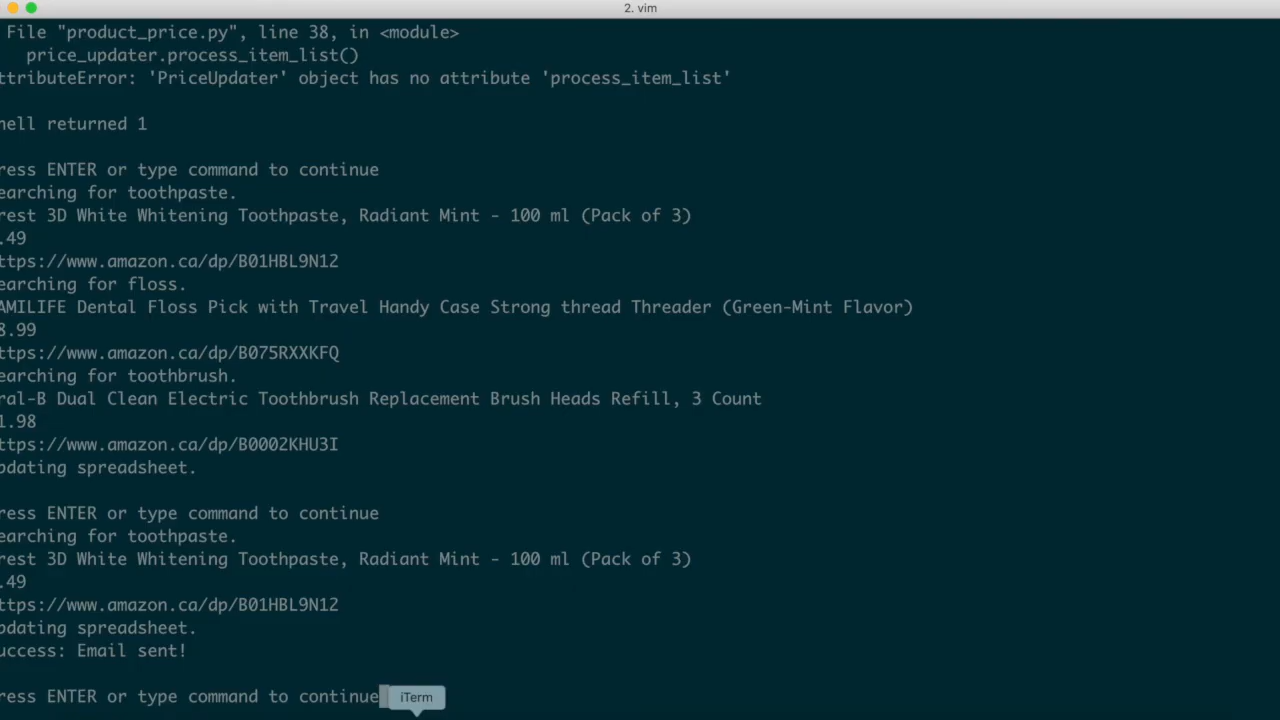 2. vim
File "product_price.py", line 38, in <module>
price_updater.process_item_list()
ttributeError: 'PriceUpdater' object has no attribute 'process_item_list'
hell returned 1
ress ENTER or type command to continue
earching for toothpaste.
rest 3D White Whitening Toothpaste, Radiant Mint - 100 ml (Pack of 3)
.49
ttps://www.amazon.ca/dp/B01HBL9N12
earching for floss.
AMILIFE Dental Floss Pick with Travel Handy Case Strong thread Threader (Green-Mint Flavor)
8.99
ttps://www.amazon.ca/dp/B075RXXKFQ
earching for toothbrush.
ral-B Dual Clean Electric Toothbrush Replacement Brush Heads Refill, 3 Count
1.98
ttps://www.amazon.ca/dp/B0002KHU3I
pdating spreadsheet.
ress ENTER or type command to continue
earching for toothpaste.
rest 3D White Whitening Toothpaste, Radiant Mint - 100 ml (Pack of 3)
.49
ttps://www.amazon.ca/dp/B01HBL9N12
pdating spreadsheet.
uccess: Email sent!
ress ENTER or type command to continue
iTerm